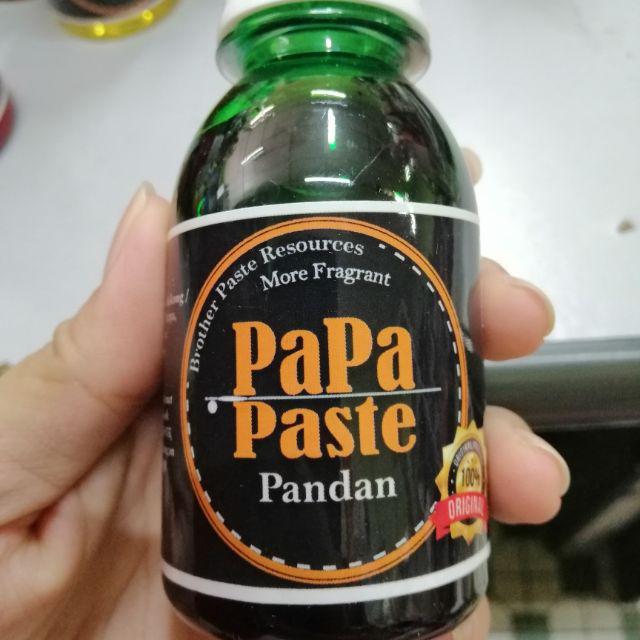 Brother Paste Resources
More Fragrant
PaPa
Paste
Pandan
100%
ORIGINAL